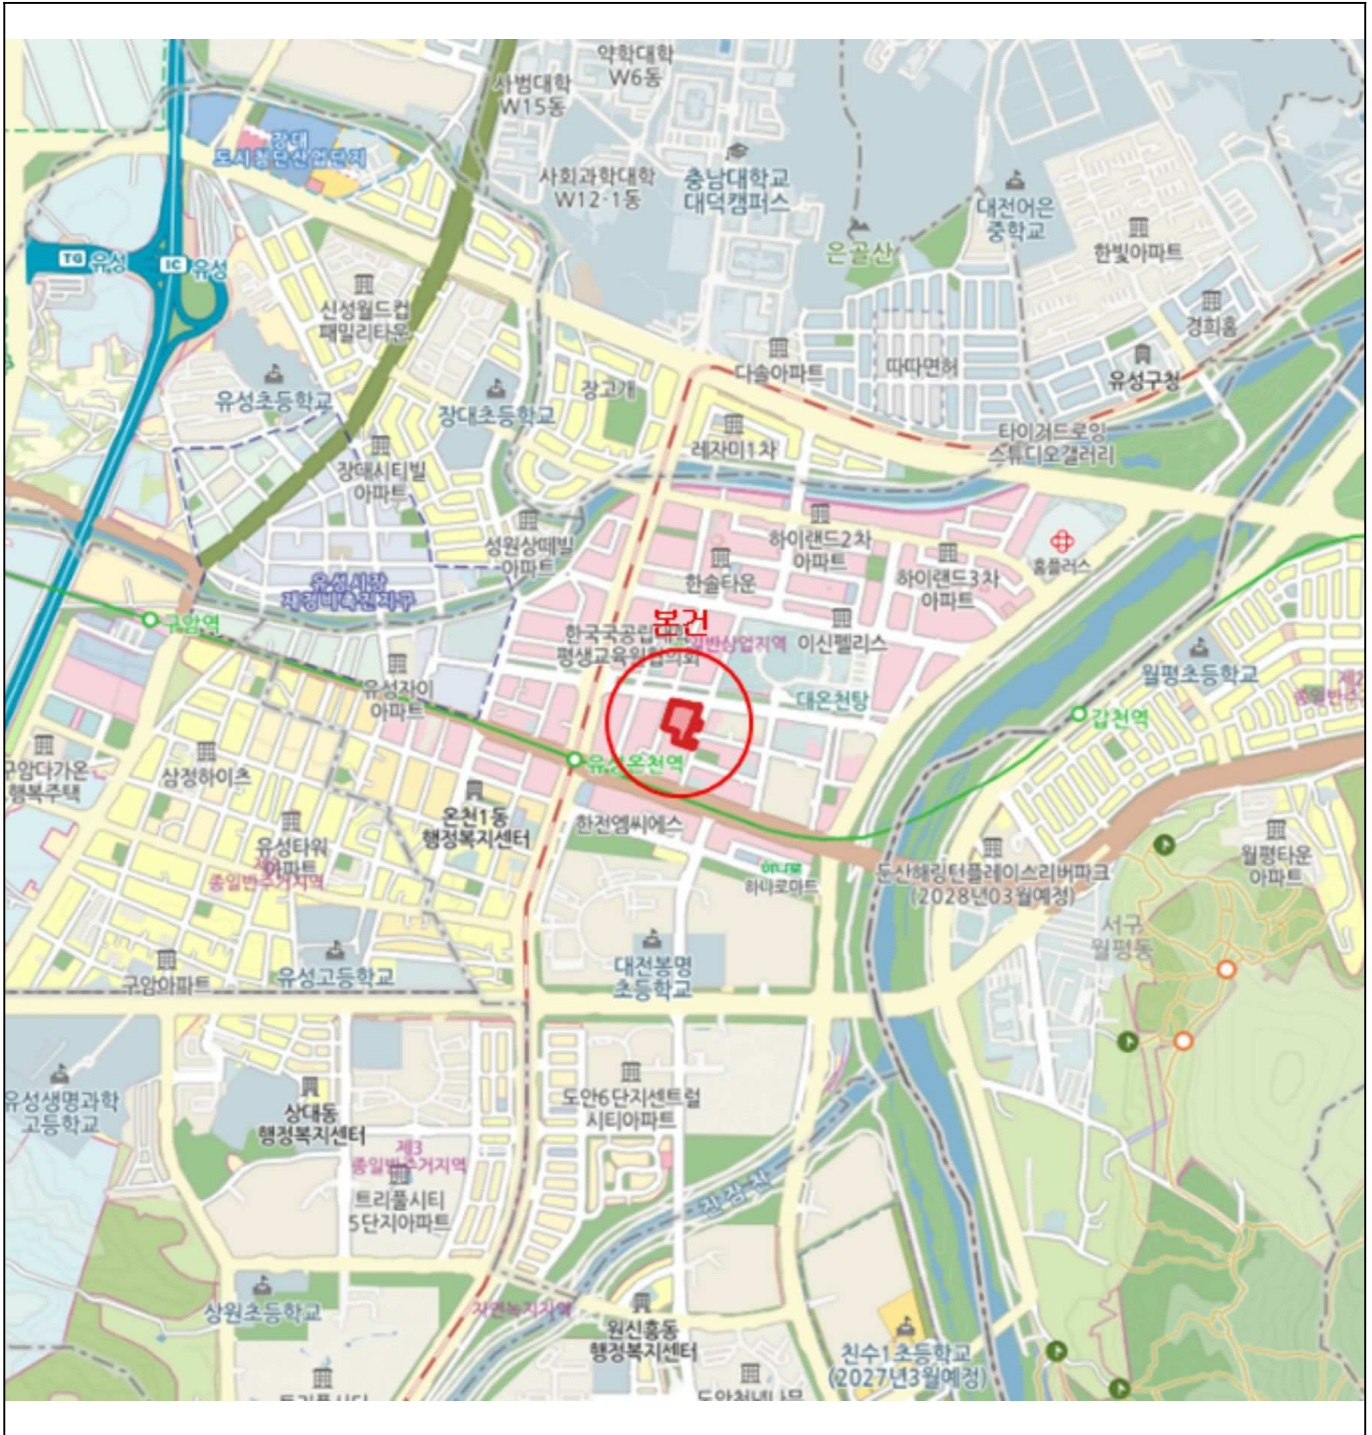 약학대학
W6동
사범대학
W15동
장대
도시첨단산업단지
사회과학대학
W12-1동
충남대학교
대덕캠퍼스
대전어은
중학교
한빛아파트
은골산
TG 유성
IC 유성
신성월드컵
패밀리타운
경희홈
다솔아파트
따따면허
유성구청
유성초등학교
장대초등학교
장고개
레자미1차
타이거드로잉
스튜디오갤러리
장대시티빌
아파트
성원상떼빌
아파트
하이랜드2차
아파트
한솔타운
하이랜드3차
아파트
홈플러스
유성시장
재정비촉진지구
구암역
본건
한국국공립대학
평생교육원협의회
일반상업지역
이신펠리스
유성자이
아파트
대온천탕
월평초등학교
갑천역
구암다가온
행복주택
삼정하이츠
유성온천역
온천1동
행정복지센터
한전엠씨에스
유성타워
아파트
종일반주거지역
하나로
하나로마트
둔산해링턴플레이스리버파크
(2028년03월예정)
월평타운
아파트
서구
월평동
구암아파트
유성고등학교
대전봉명
초등학교
유성생명과학
고등학교
상대동
행정복지센터
도안6단지센트럴
시티아파트
제3
종일반주거지역
트리풀시티
5단지아파트
진잠천
상원초등학교
자연녹지지역
원신흥동
행정복지센터
친수1초등학교
(2027년3월예정)